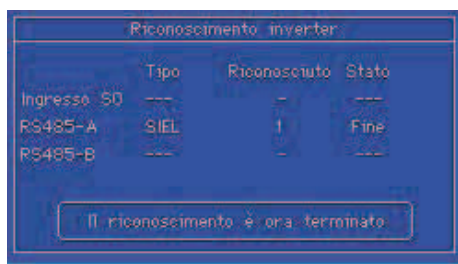 Riconoscimento inverter
Tipo Riconosciuto Stato
Ingresso S0 --- - ---
RS485-A SIEL 1 Fine
RS485-B --- - ---
Il riconoscimento è ora terminato